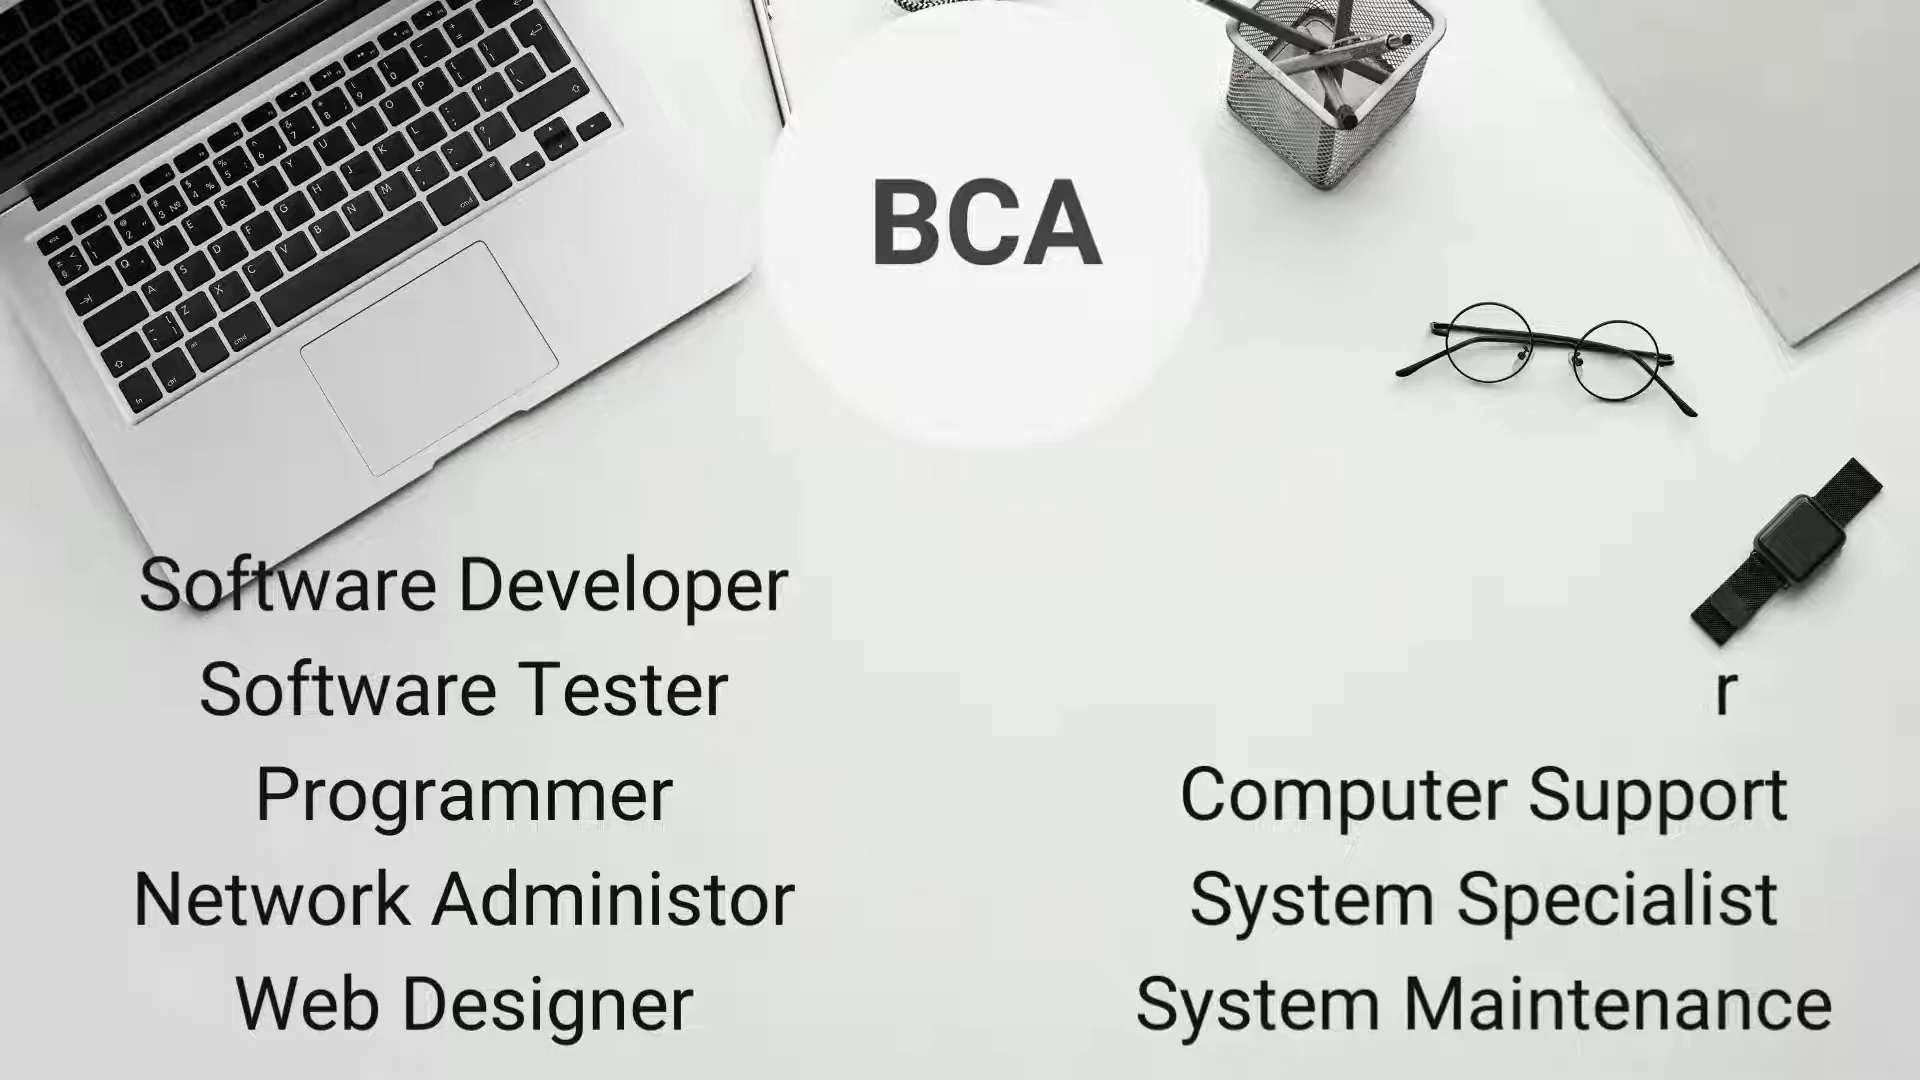 BCA
Software Developer
Software Tester
Programmer
Network Administor
Web Designer
r
Computer Support
System Specialist
System Maintenance